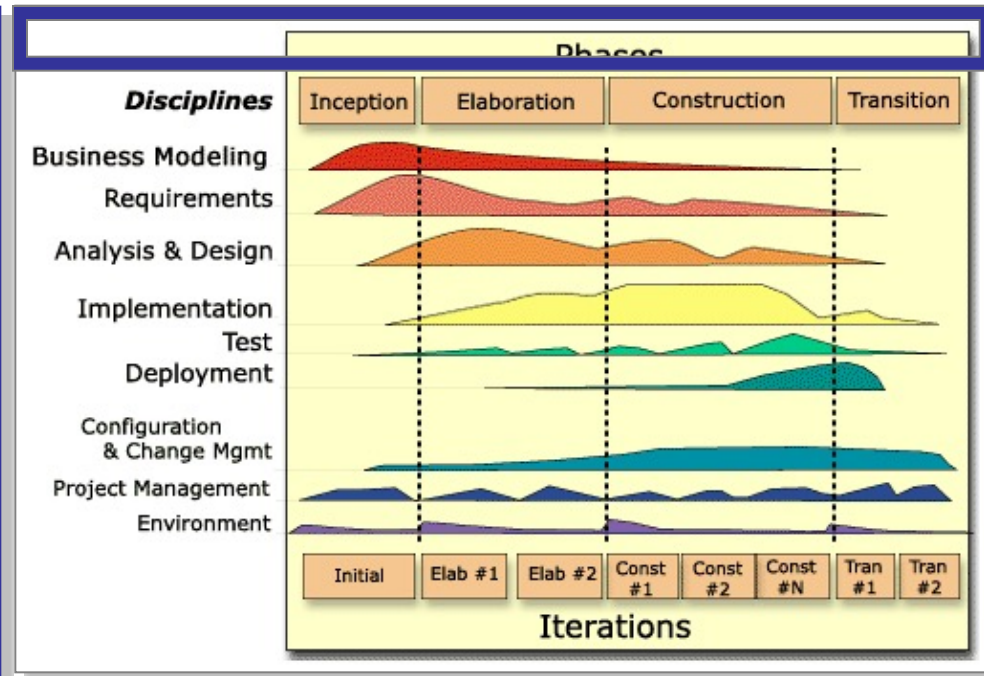 Phases
Disciplines
Inception
Elaboration
Construction
Transition
Business Modeling
Requirements
Analysis & Design
Implementation
Test
Deployment
Configuration
& Change Mgmt
Project Management
Environment
Initial
Elab #1
Elab #2
Const
#1
Const
#2
Const
#N
Tran
#1
Tran
#2
Iterations